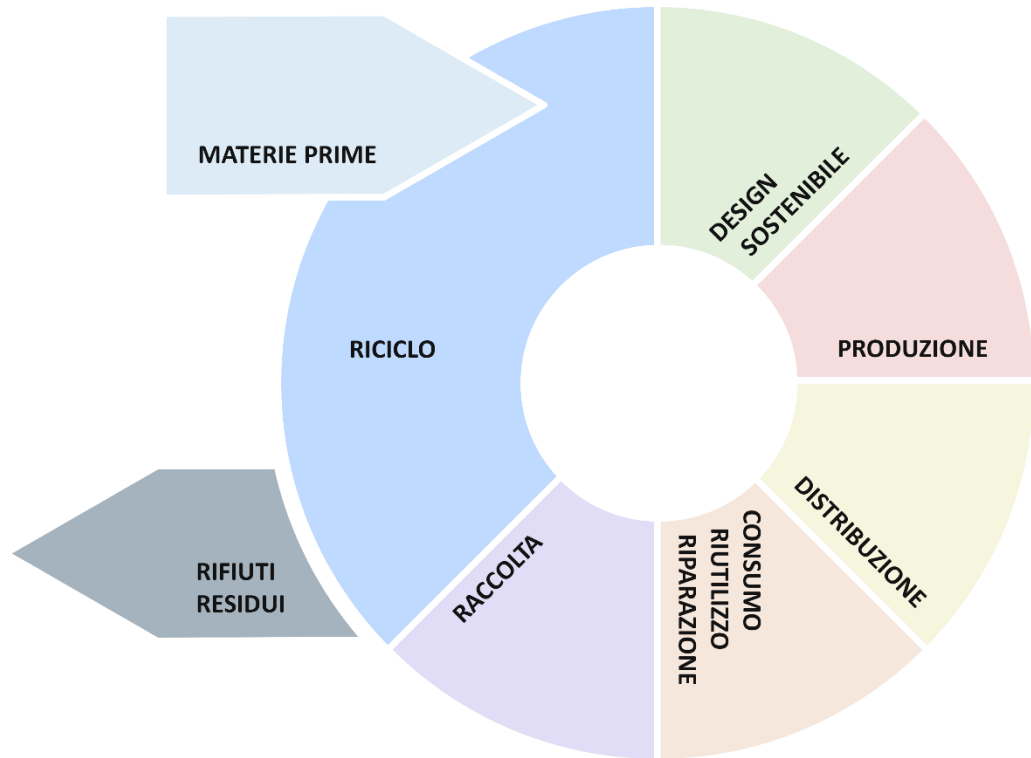 MATERIE PRIME
DESIGN
SOSTENIBILE
PRODUZIONE
DISTRIBUZIONE
CONSUMO
RIUTILIZZO
RIPARAZIONE
RACCOLTA
RICICLO
RIFIUTI
RESIDUI